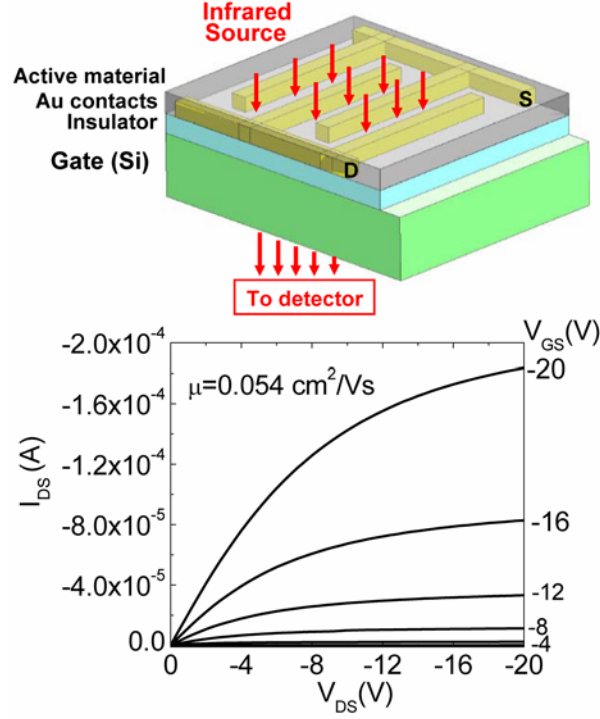 Infrared
Source
Active material
Au contacts
Insulator
Gate (Si)
S
D
To detector
V_GS(V)
-2.0x10⁻⁴
-1.6x10⁻⁴
-1.2x10⁻⁴
-8.0x10⁻⁵
-4.0x10⁻⁵
0.0
I_DS (A)
μ=0.054 cm²/Vs
-20
-16
-12
-8
-4
0 -4 -8 -12 -16 -20
V_DS(V)